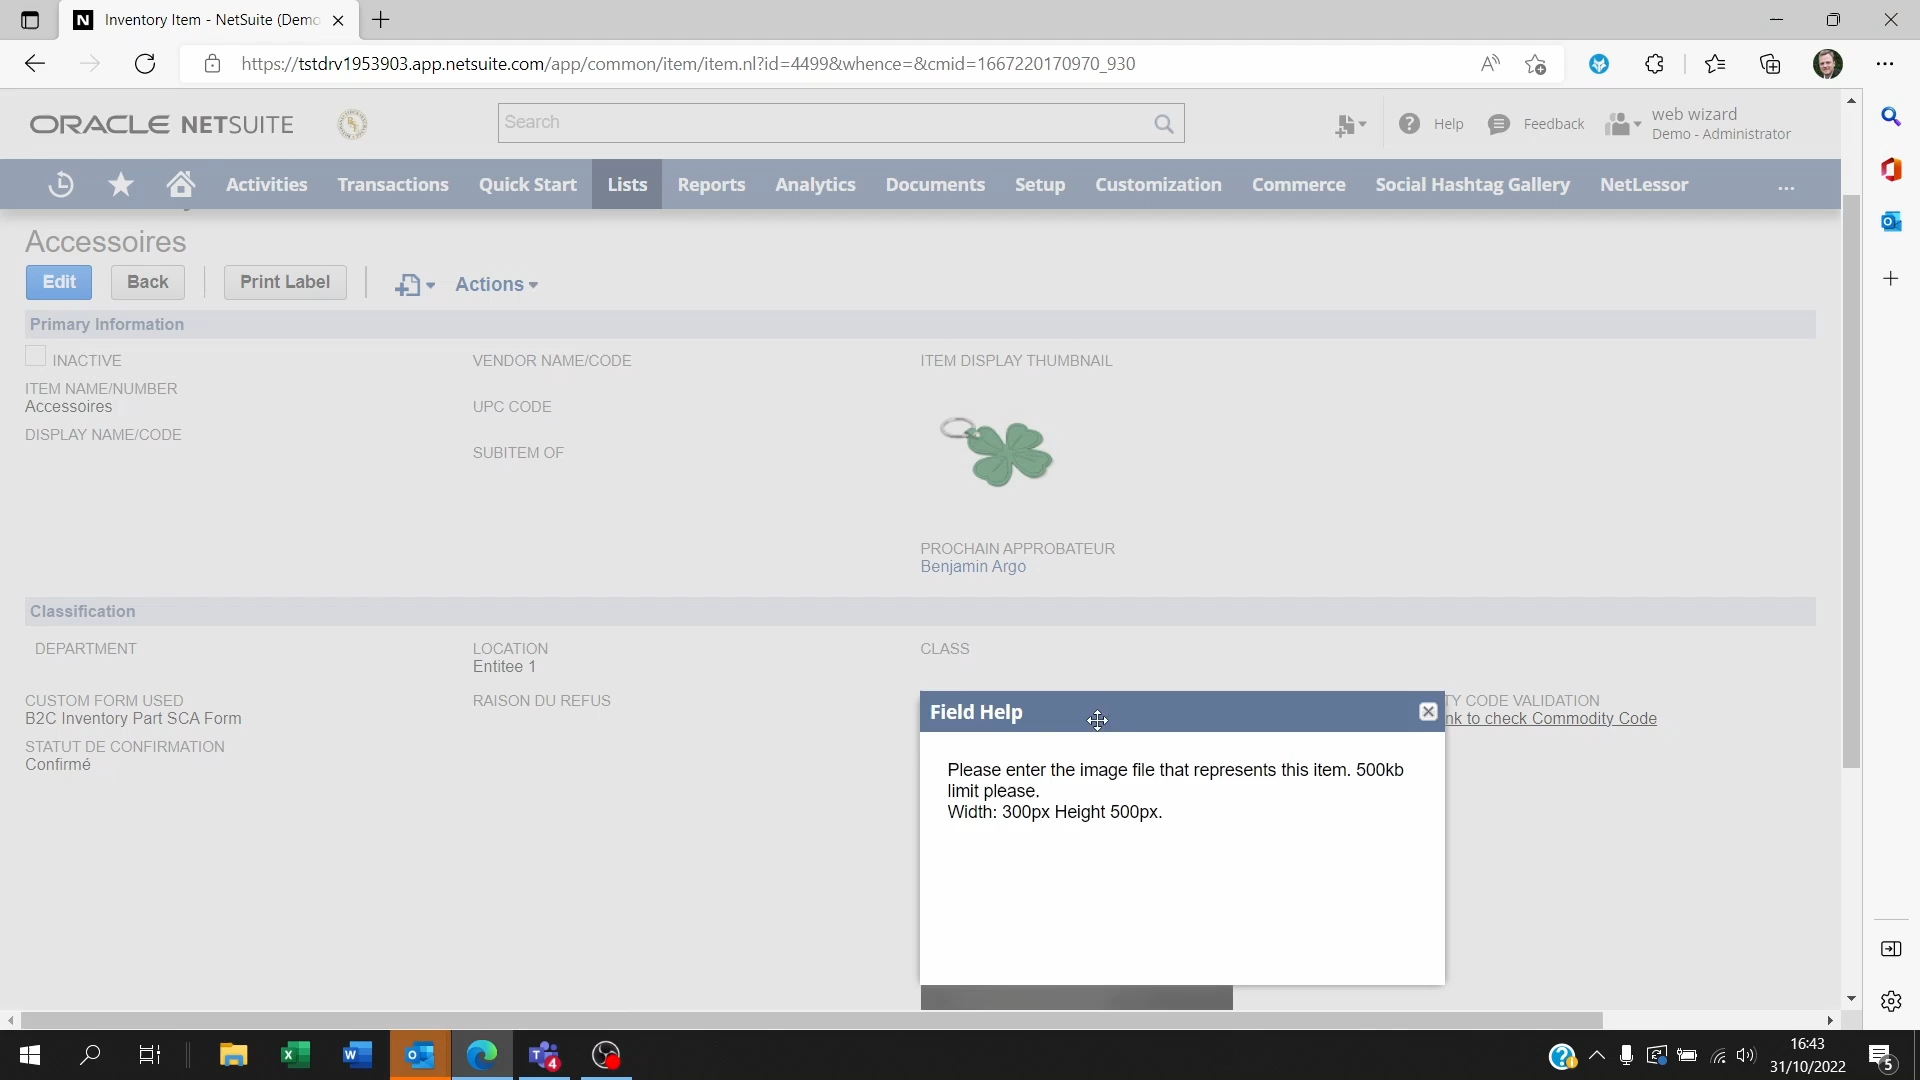 Inventory Item - NetSuite (Demo
https://tstdrv1953903.app.netsuite.com/app/common/item/item.nl?id=4499&whence=&cmid=1667220170970_930
ORACLE NETSUITE
Search
Help
Feedback
web wizard
Demo - Administrator
Activities
Transactions
Quick Start
Lists
Reports
Analytics
Documents
Setup
Customization
Commerce
Social Hashtag Gallery
NetLessor
...
Accessoires
Edit
Back
Print Label
Actions
Primary Information
INACTIVE
ITEM NAME/NUMBER
Accessoires
DISPLAY NAME/CODE
VENDOR NAME/CODE
UPC CODE
SUBITEM OF
ITEM DISPLAY THUMBNAIL
PROCHAIN APPROBATEUR
Benjamin Argo
Classification
DEPARTMENT
LOCATION
Entitee 1
CLASS
CUSTOM FORM USED
B2C Inventory Part SCA Form
RAISON DU REFUS
TY CODE VALIDATION
nk to check Commodity Code
STATUT DE CONFIRMATION
Confirmé
Field Help
Please enter the image file that represents this item. 500kb
limit please.
Width: 300px Height 500px.
4
16:43
31/10/2022
5